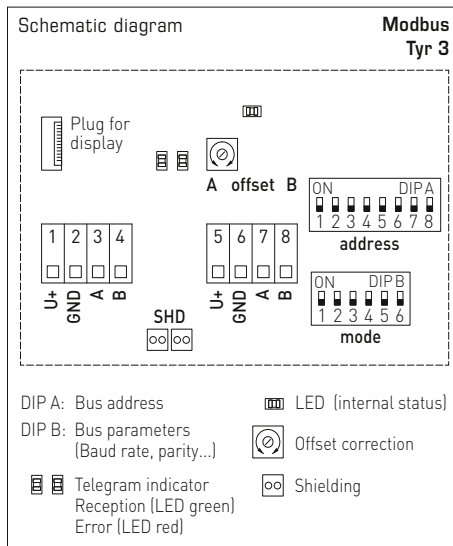 Schematic diagram
Modbus
Tyr 3
Plug for
display
A offset B
ON DIP A
1 2 3 4 5 6 7 8
address
1 2 3 4
U+ GND A B
5 6 7 8
U+ GND A B
SHD
ON DIP B
1 2 3 4 5 6
mode
DIP A: Bus address
DIP B: Bus parameters
(Baud rate, parity...)
Telegram indicator
Reception (LED green)
Error (LED red)
LED (internal status)
Offset correction
Shielding